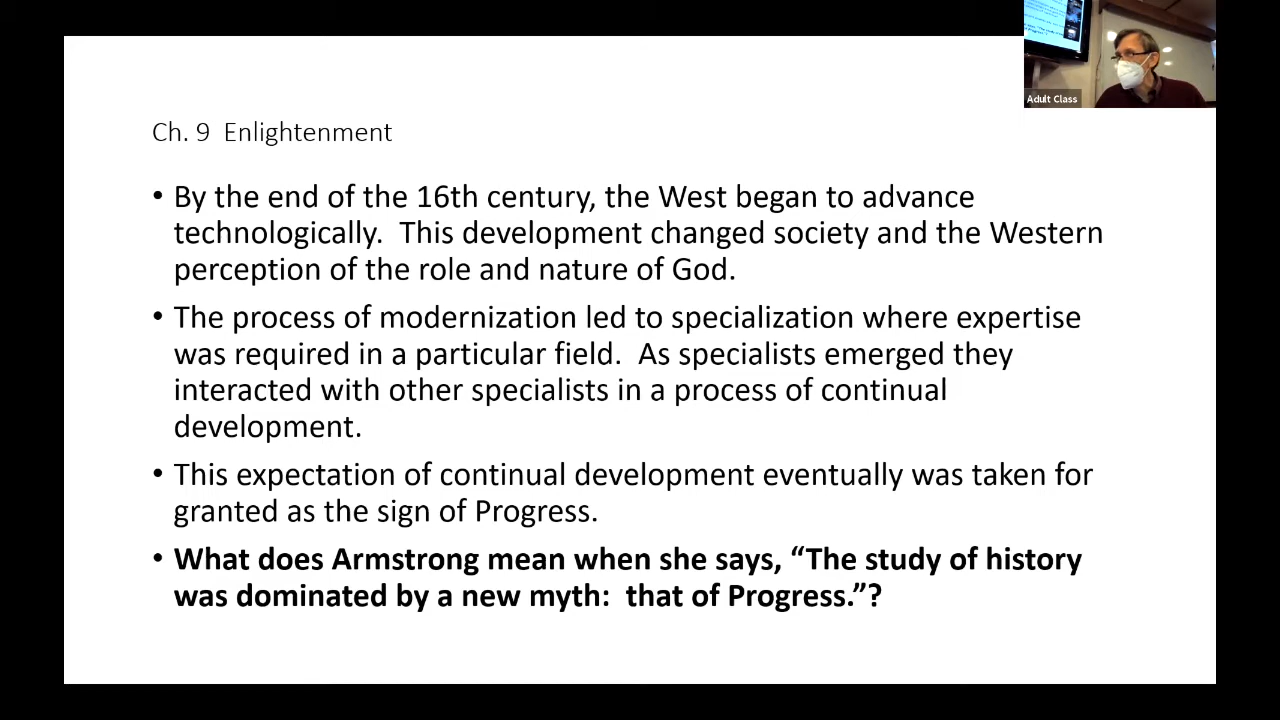 Adult Class
Ch. 9  Enlightenment
• By the end of the 16th century, the West began to advance
technologically.  This development changed society and the Western
perception of the role and nature of God.
• The process of modernization led to specialization where expertise
was required in a particular field.  As specialists emerged they
interacted with other specialists in a process of continual
development.
• This expectation of continual development eventually was taken for
granted as the sign of Progress.
• What does Armstrong mean when she says, “The study of history
was dominated by a new myth:  that of Progress.”?